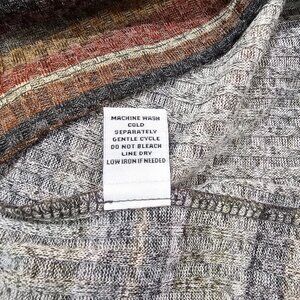 MACHINE WASH
COLD
SEPARATELY
GENTLE CYCLE
DO NOT BLEACH
LINE DRY
LOW IRON IF NEEDED